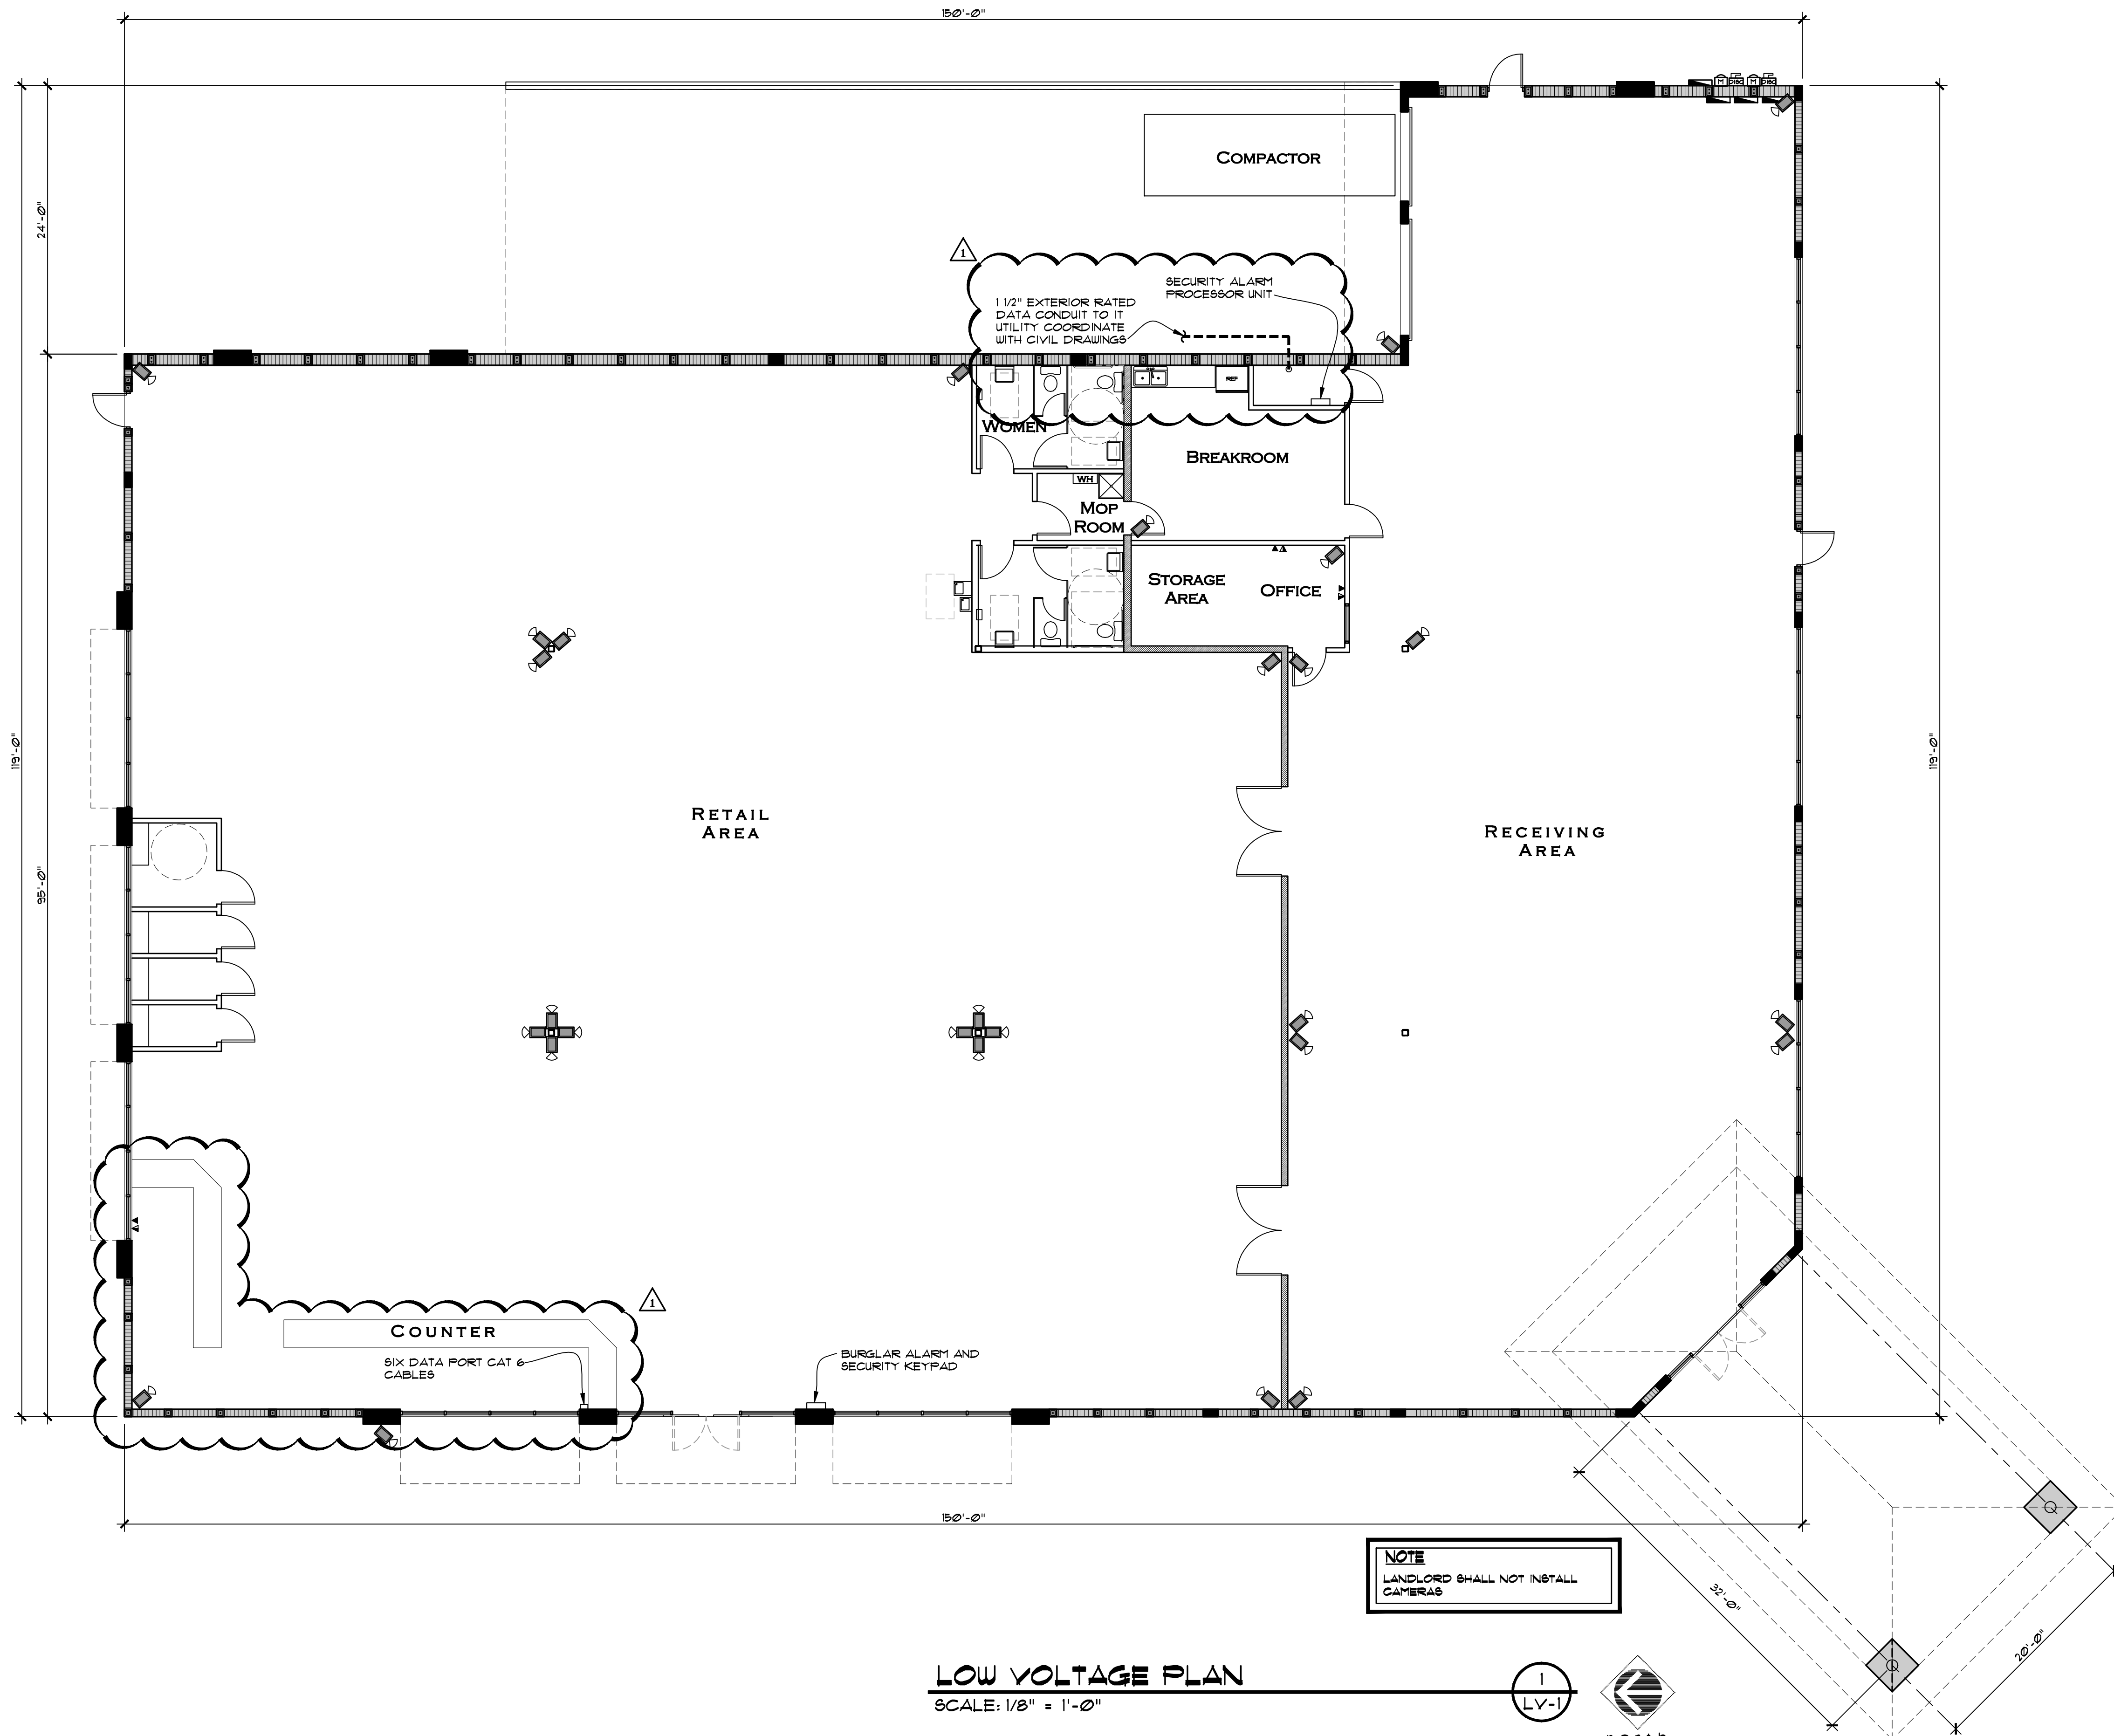 150'-0"
COMPACTOR
24'-0"
1
SECURITY ALARM
PROCESSOR UNIT
1 1/2" EXTERIOR RATED
DATA CONDUIT TO IT
UTILITY COORDINATE
WITH CIVIL DRAWINGS
REF
WOMEN
BREAKROOM
WH
MOP
ROOM
STORAGE
AREA
OFFICE
119'-0"
119'-0"
RETAIL
AREA
RECEIVING
AREA
95'-0"
1
COUNTER
SIX DATA PORT CAT 6
CABLES
BURGLAR ALARM AND
SECURITY KEYPAD
150'-0"
NOTE
LANDLORD SHALL NOT INSTALL
CAMERAS
32'-0"
20'-0"
LOW VOLTAGE PLAN
SCALE: 1/8" = 1'-0"
1
LV-1